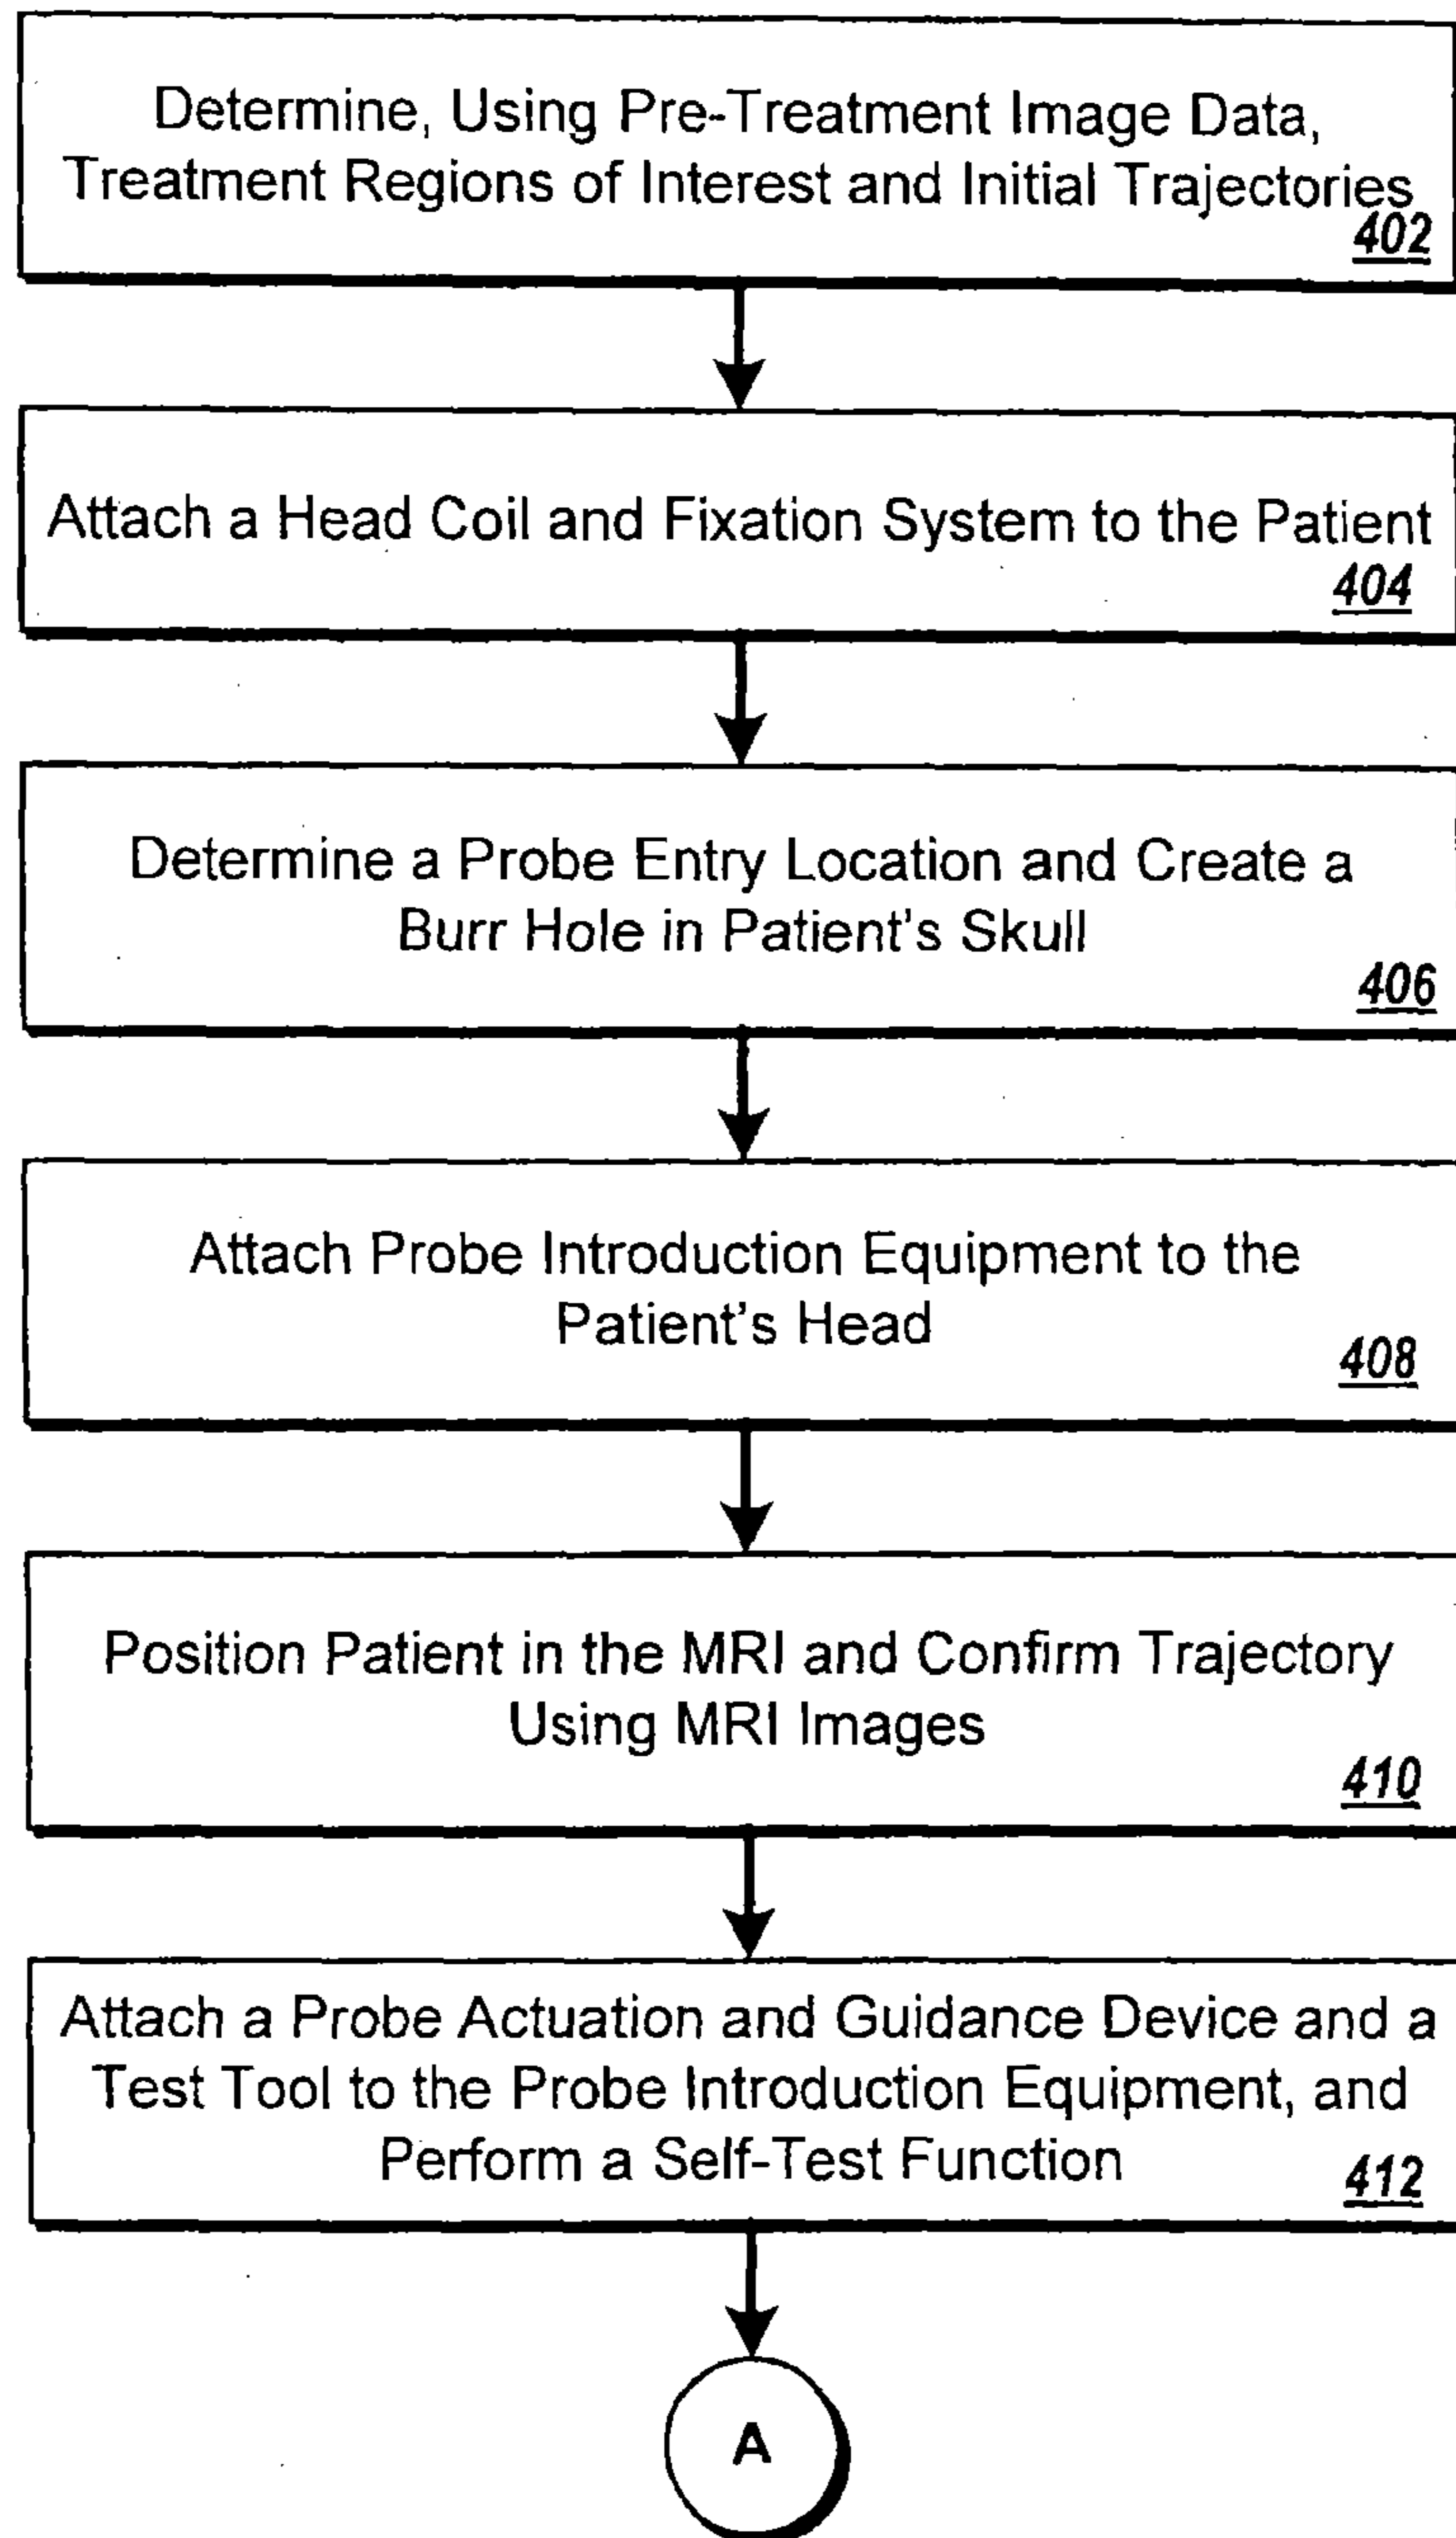 Determine, Using Pre-Treatment Image Data,
Treatment Regions of Interest and Initial Trajectories
402
Attach a Head Coil and Fixation System to the Patient
404
Determine a Probe Entry Location and Create a
Burr Hole in Patient's Skull
406
Attach Probe Introduction Equipment to the
Patient's Head
408
Position Patient in the MRI and Confirm Trajectory
Using MRI Images
410
Attach a Probe Actuation and Guidance Device and a
Test Tool to the Probe Introduction Equipment, and
Perform a Self-Test Function
412
A